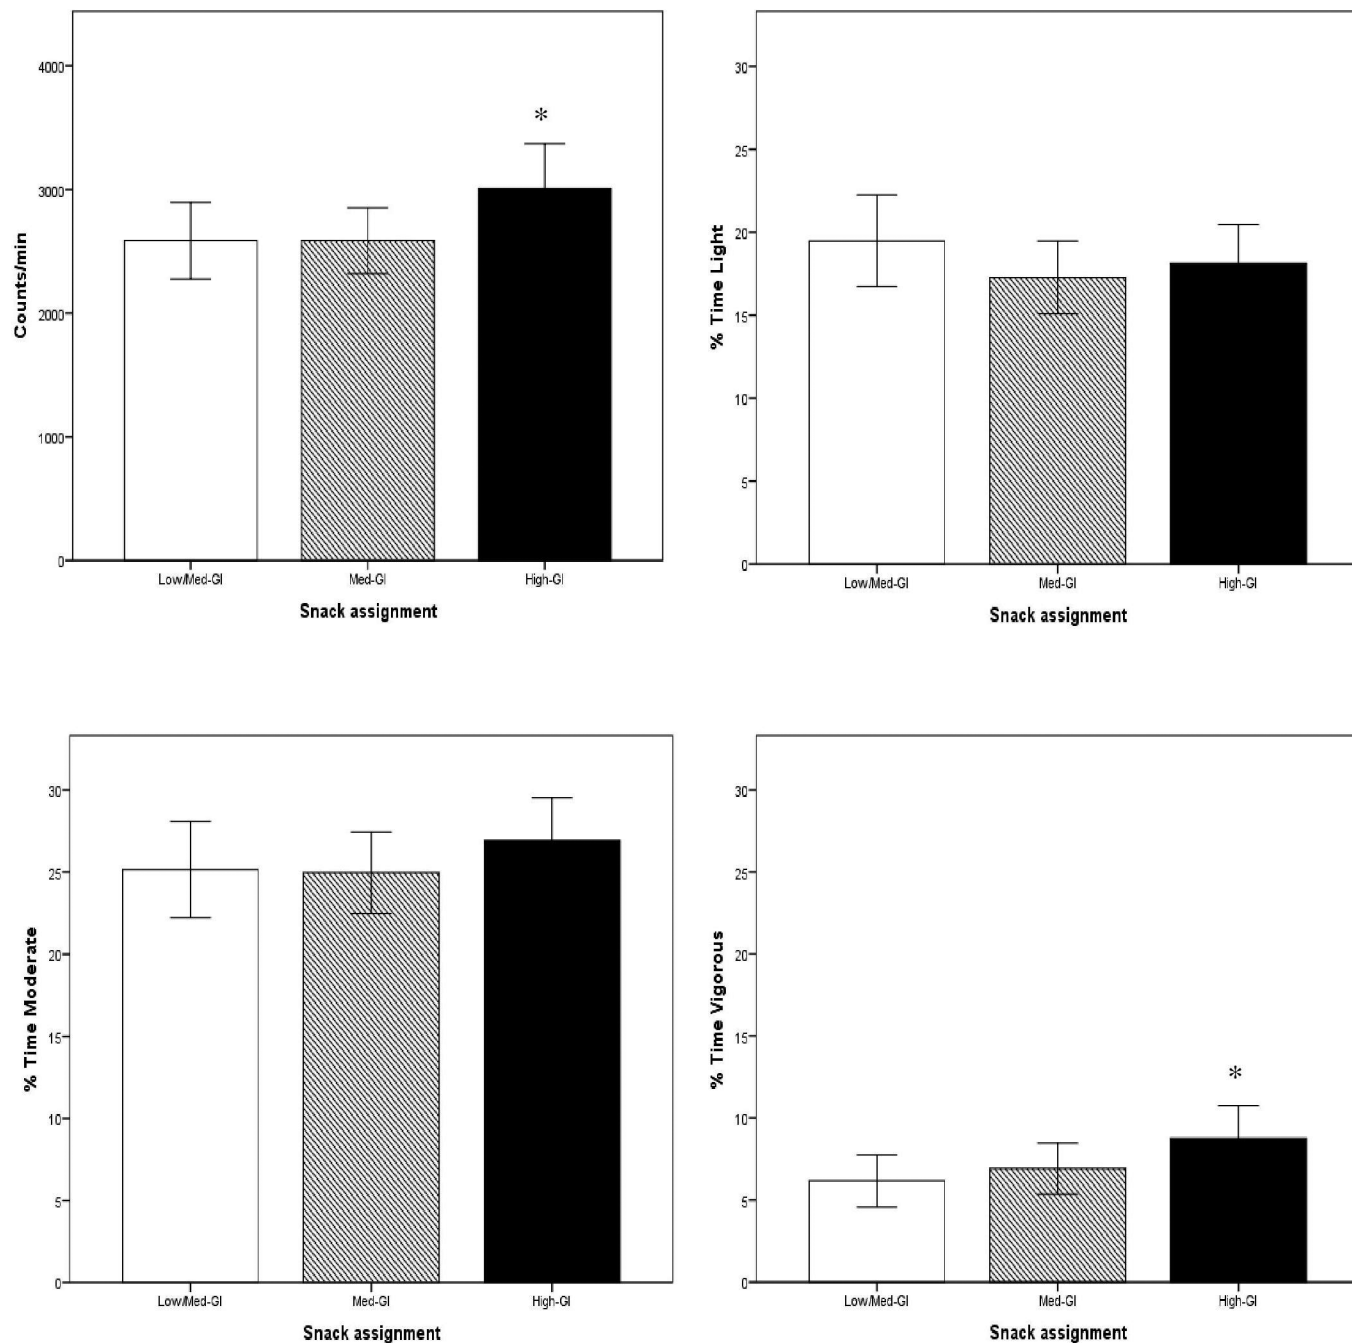 Counts/min
4000
3000
2000
1000
0
*
Low/Med-GI Med-GI High-GI
Snack assignment
% Time Light
30
25
20
15
10
5
0
Low/Med-GI Med-GI High-GI
Snack assignment
% Time Moderate
30
25
20
15
10
5
0
Low/Med-GI Med-GI High-GI
Snack assignment
% Time Vigorous
30
25
20
15
10
5
0
*
Low/Med-GI Med-GI High-GI
Snack assignment